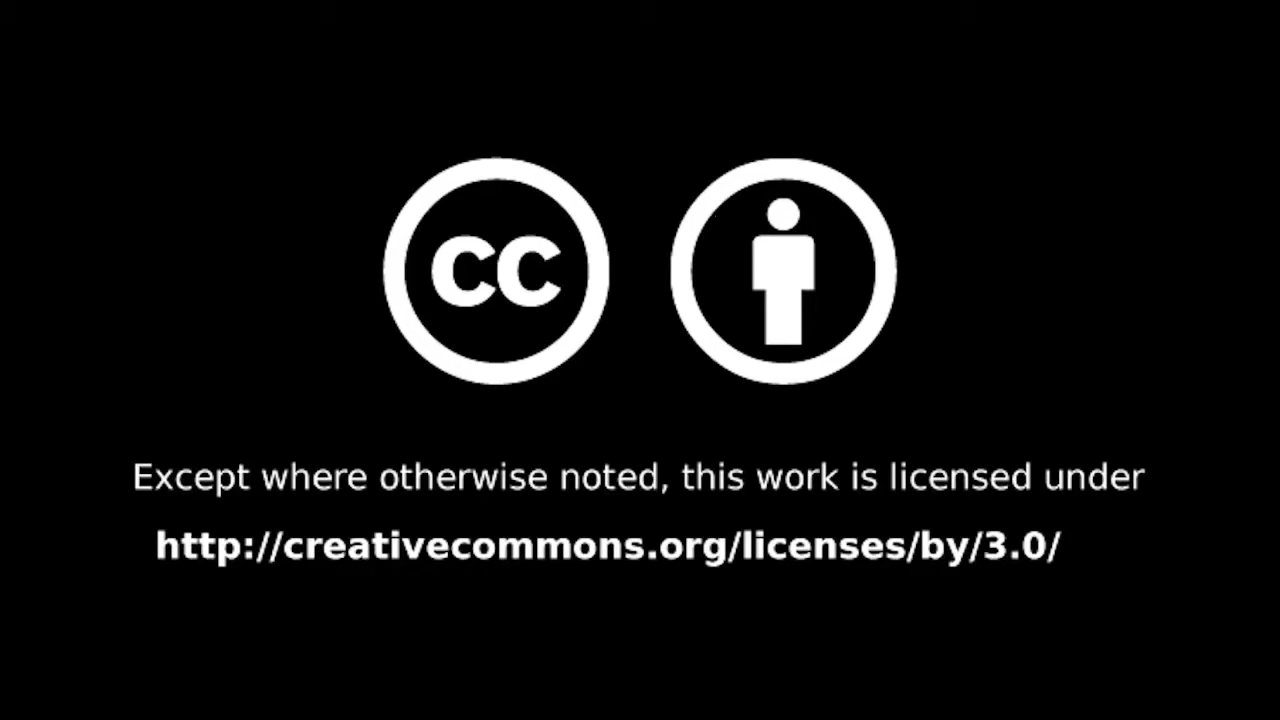 cc
Except where otherwise noted, this work is licensed under
http://creativecommons.org/licenses/by/3.0/